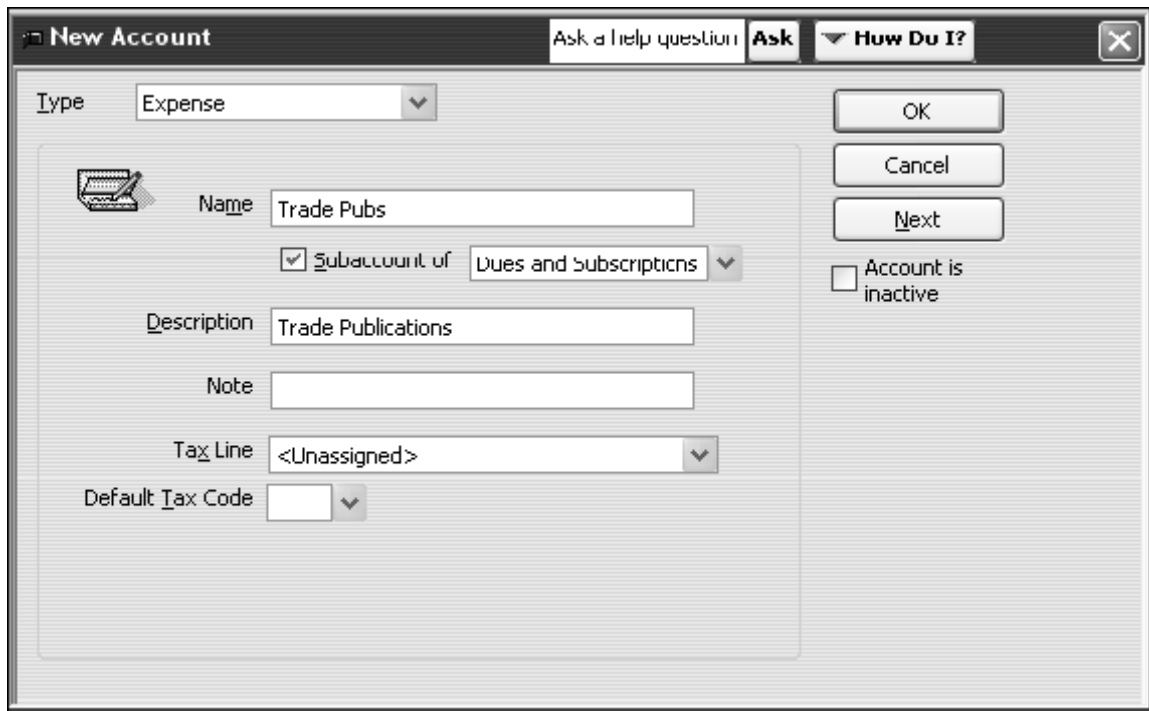 New Account
Ask a help question Ask How Do I?
Type Expense
OK
Cancel
Name Trade Pubs
Next
Subaccount of Dues and Subscriptions
Account is
inactive
Description Trade Publications
Note
Tax Line <Unassigned>
Default Tax Code